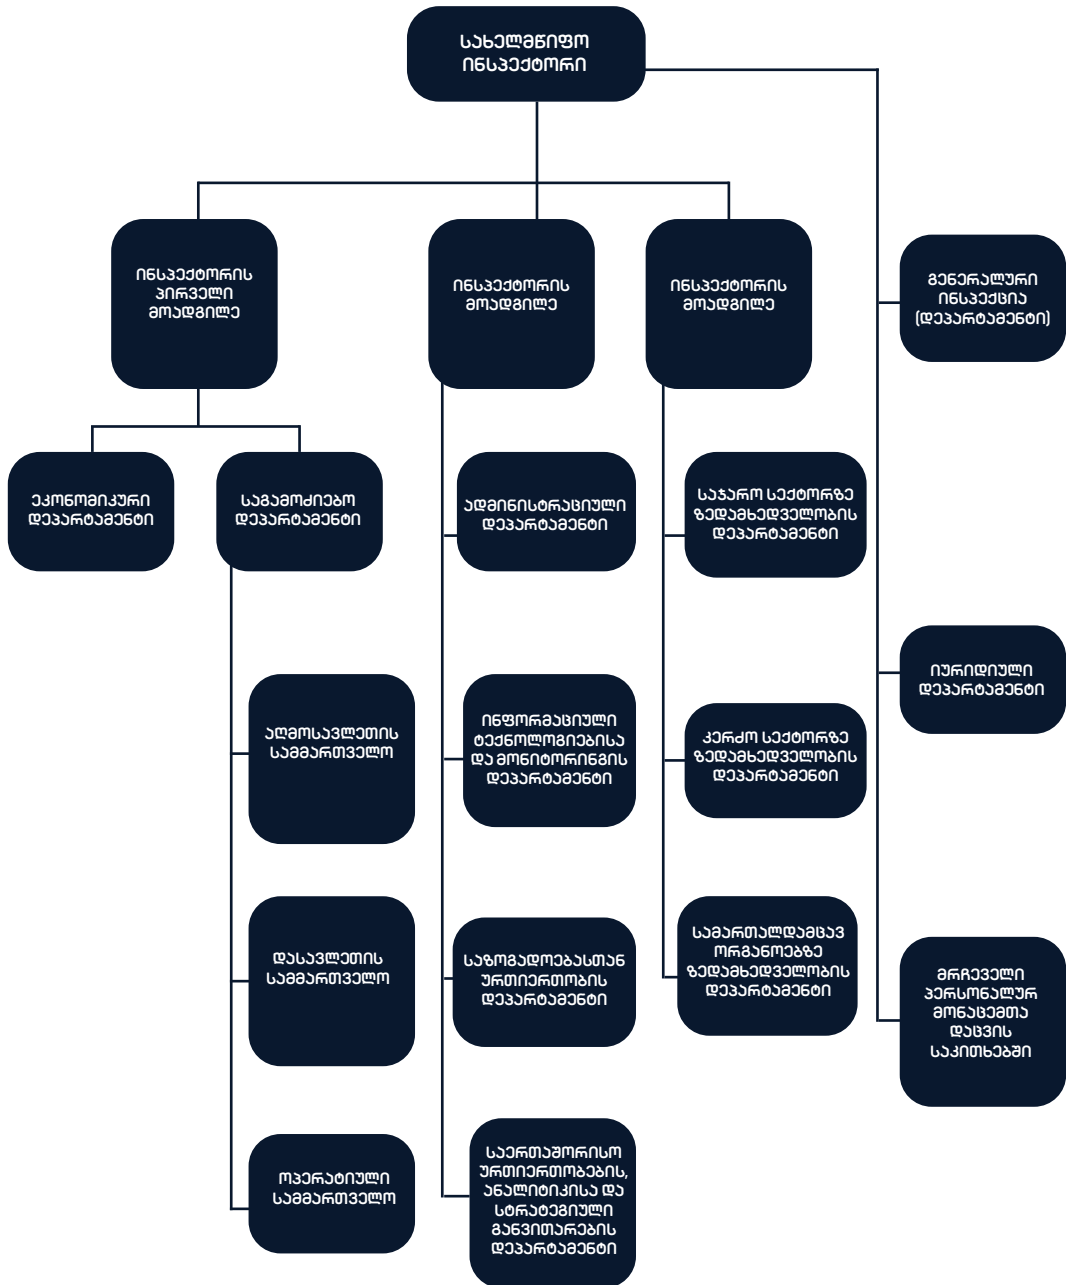 სახელმწიფო
ინსპექტორი
ინსპექტორის
პირველი
მოადგილე
ინსპექტორის
მოადგილე
ინსპექტორის
მოადგილე
გენერალური
ინსპექცია
(დეპარტამენტი)
ეკონომიკური
დეპარტამენტი
საგამოძიებო
დეპარტამენტი
ადმინისტრაციული
დეპარტამენტი
საჯარო სექტორზე
ზედამხედველობის
დეპარტამენტი
იურიდიული
დეპარტამენტი
აღმოსავლეთის
სამმართველო
ინფორმაციული
ტექნოლოგიებისა
და მონიტორინგის
დეპარტამენტი
კერძო სექტორზე
ზედამხედველობის
დეპარტამენტი
დასავლეთის
სამმართველო
საზოგადოებასთან
ურთიერთობის
დეპარტამენტი
სამართალდამცავ
ორგანოებზე
ზედამხედველობის
დეპარტამენტი
მრჩეველი
პერსონალურ
მონაცემთა
დაცვის
საკითხებში
ოპერატიული
სამმართველო
საერთაშორისო
ურთიერთობების,
ანალიტიკისა და
სტრატეგიული
განვითარების
დეპარტამენტი